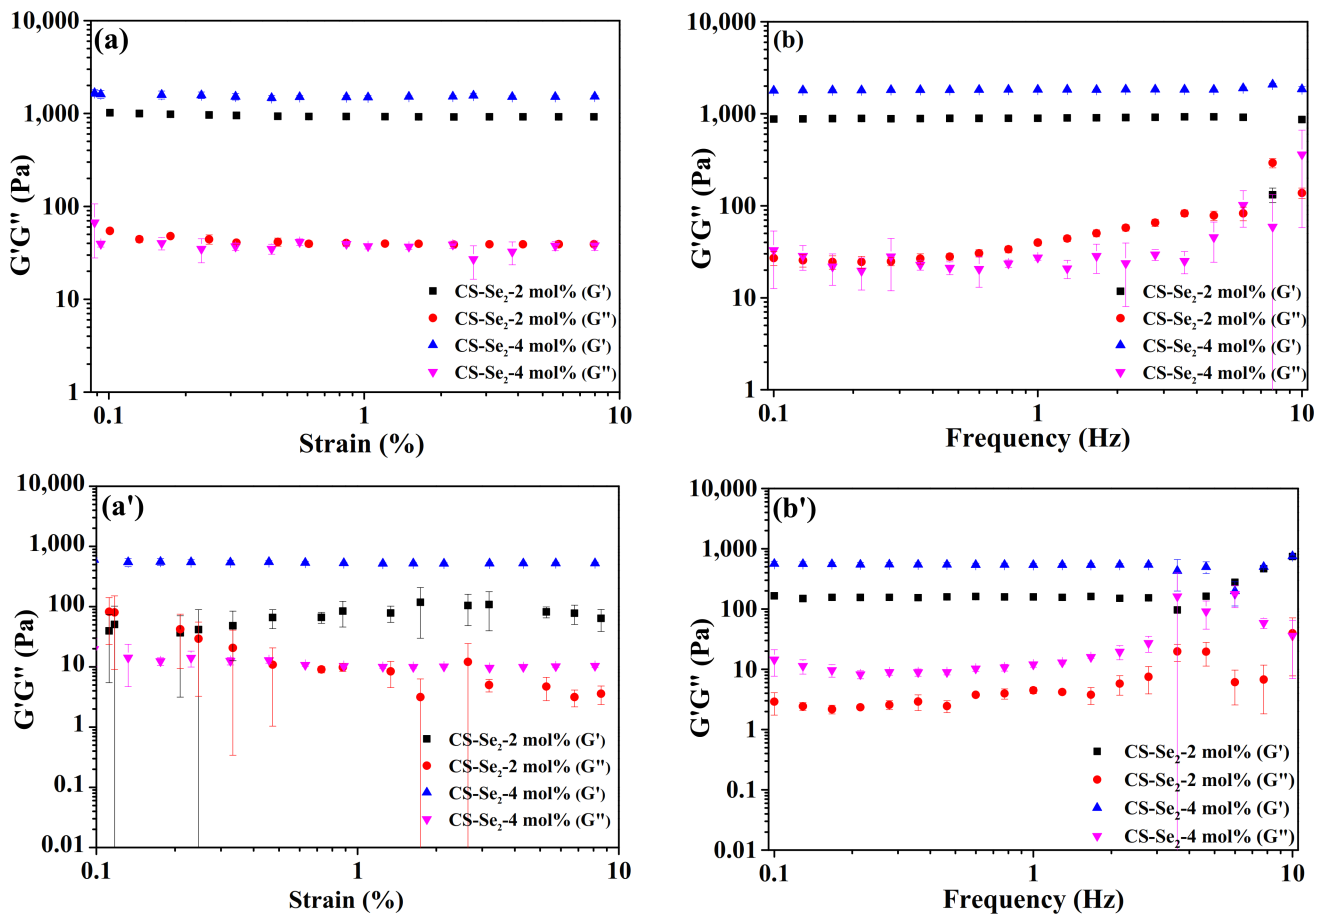 (a)
10,000
1,000
100
10
1
G'G'' (Pa)
CS-Se2-2 mol% (G')
CS-Se2-2 mol% (G'')
CS-Se2-4 mol% (G')
CS-Se2-4 mol% (G'')
0.1 1 10
Strain (%)
(b)
10,000
1,000
100
10
1
G'G'' (Pa)
CS-Se2-2 mol% (G')
CS-Se2-2 mol% (G'')
CS-Se2-4 mol% (G')
CS-Se2-4 mol% (G'')
0.1 1 10
Frequency (Hz)
(a')
10,000
1,000
100
10
1
0.1
0.01
G'G'' (Pa)
CS-Se2-2 mol% (G')
CS-Se2-2 mol% (G'')
CS-Se2-4 mol% (G')
CS-Se2-4 mol% (G'')
0.1 1 10
Strain (%)
(b')
10,000
1,000
100
10
1
0.1
0.01
G'G'' (Pa)
CS-Se2-2 mol% (G')
CS-Se2-2 mol% (G'')
CS-Se2-4 mol% (G')
CS-Se2-4 mol% (G'')
0.1 1 10
Frequency (Hz)